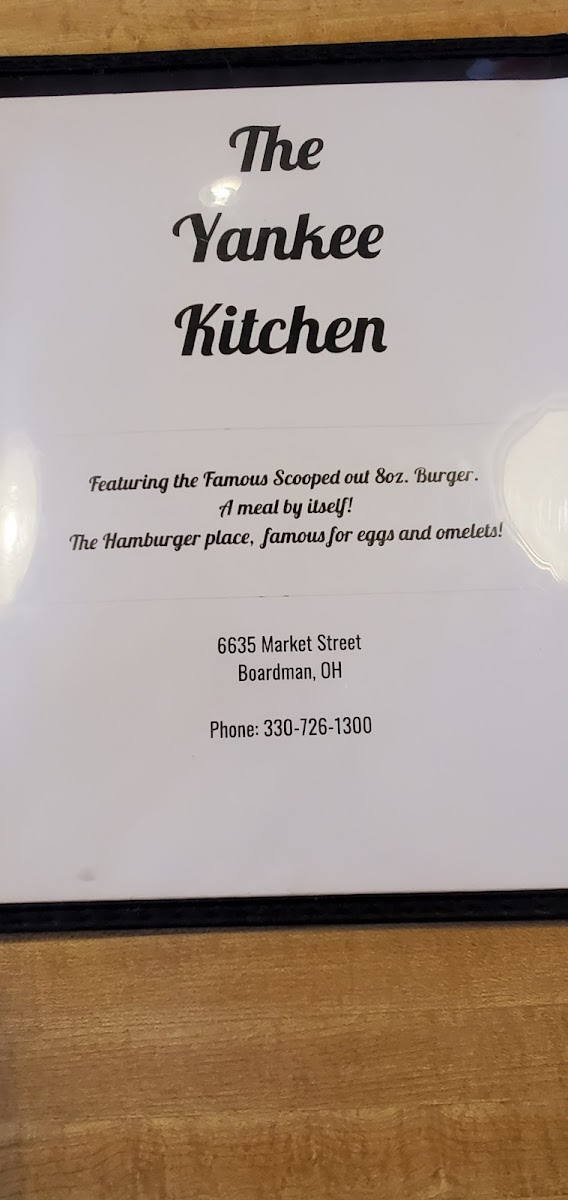 The
Yankee
Kitchen
Featuring the Famous Scooped out 8oz. Burger.
A meal by itself!
The Hamburger place, famous for eggs and omelets!
6635 Market Street
Boardman, OH
Phone: 330-726-1300